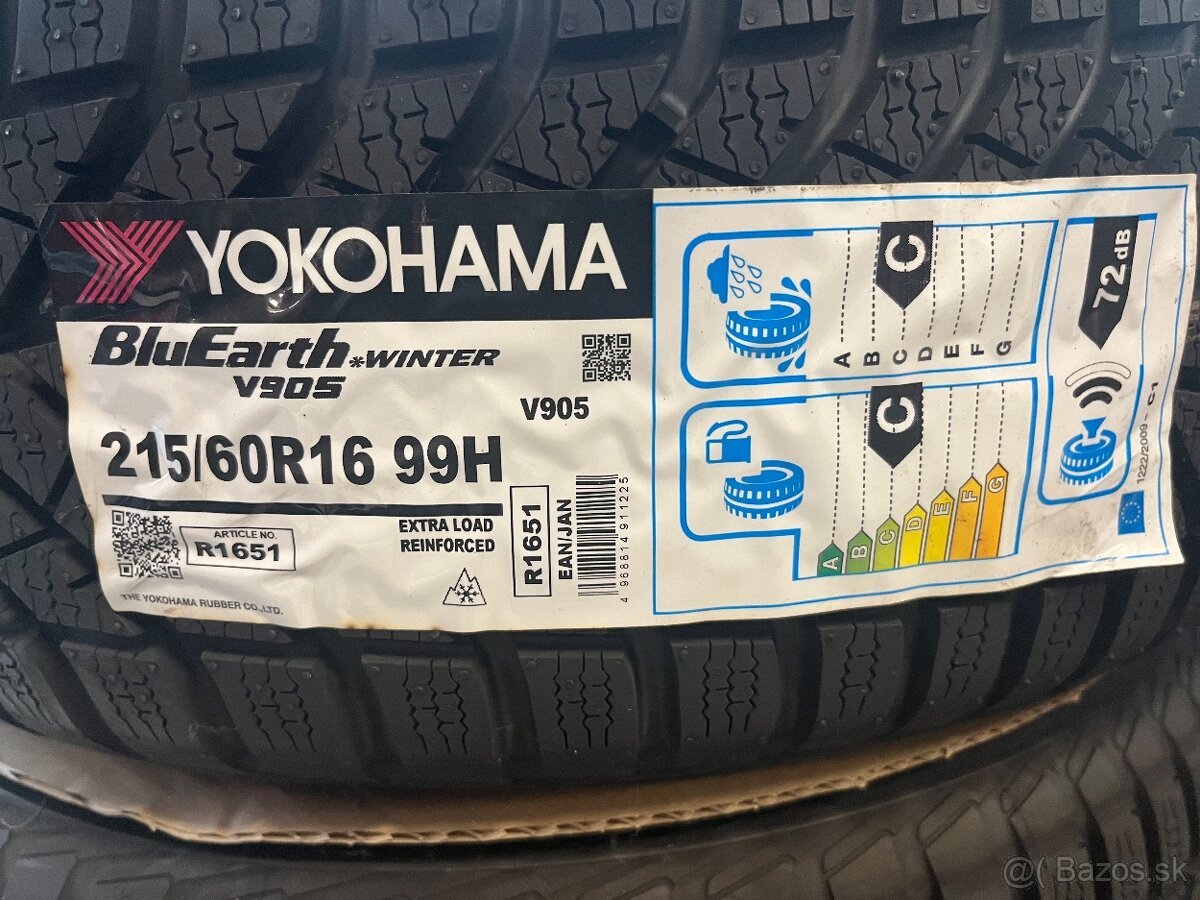 YOKOHAMA
BluEarth*WINTER
V905
V905
215/60R16 99H
ARTICLE NO.
R1651
EXTRA LOAD
REINFORCED
THE YOKOHAMA RUBBER CO.,LTD.
R1651
EAN/JAN
4 968814 911225
C
A B C D E F G
C
A B C D E F G
72 dB
1222/2009 - C1
@( Bazos.sk